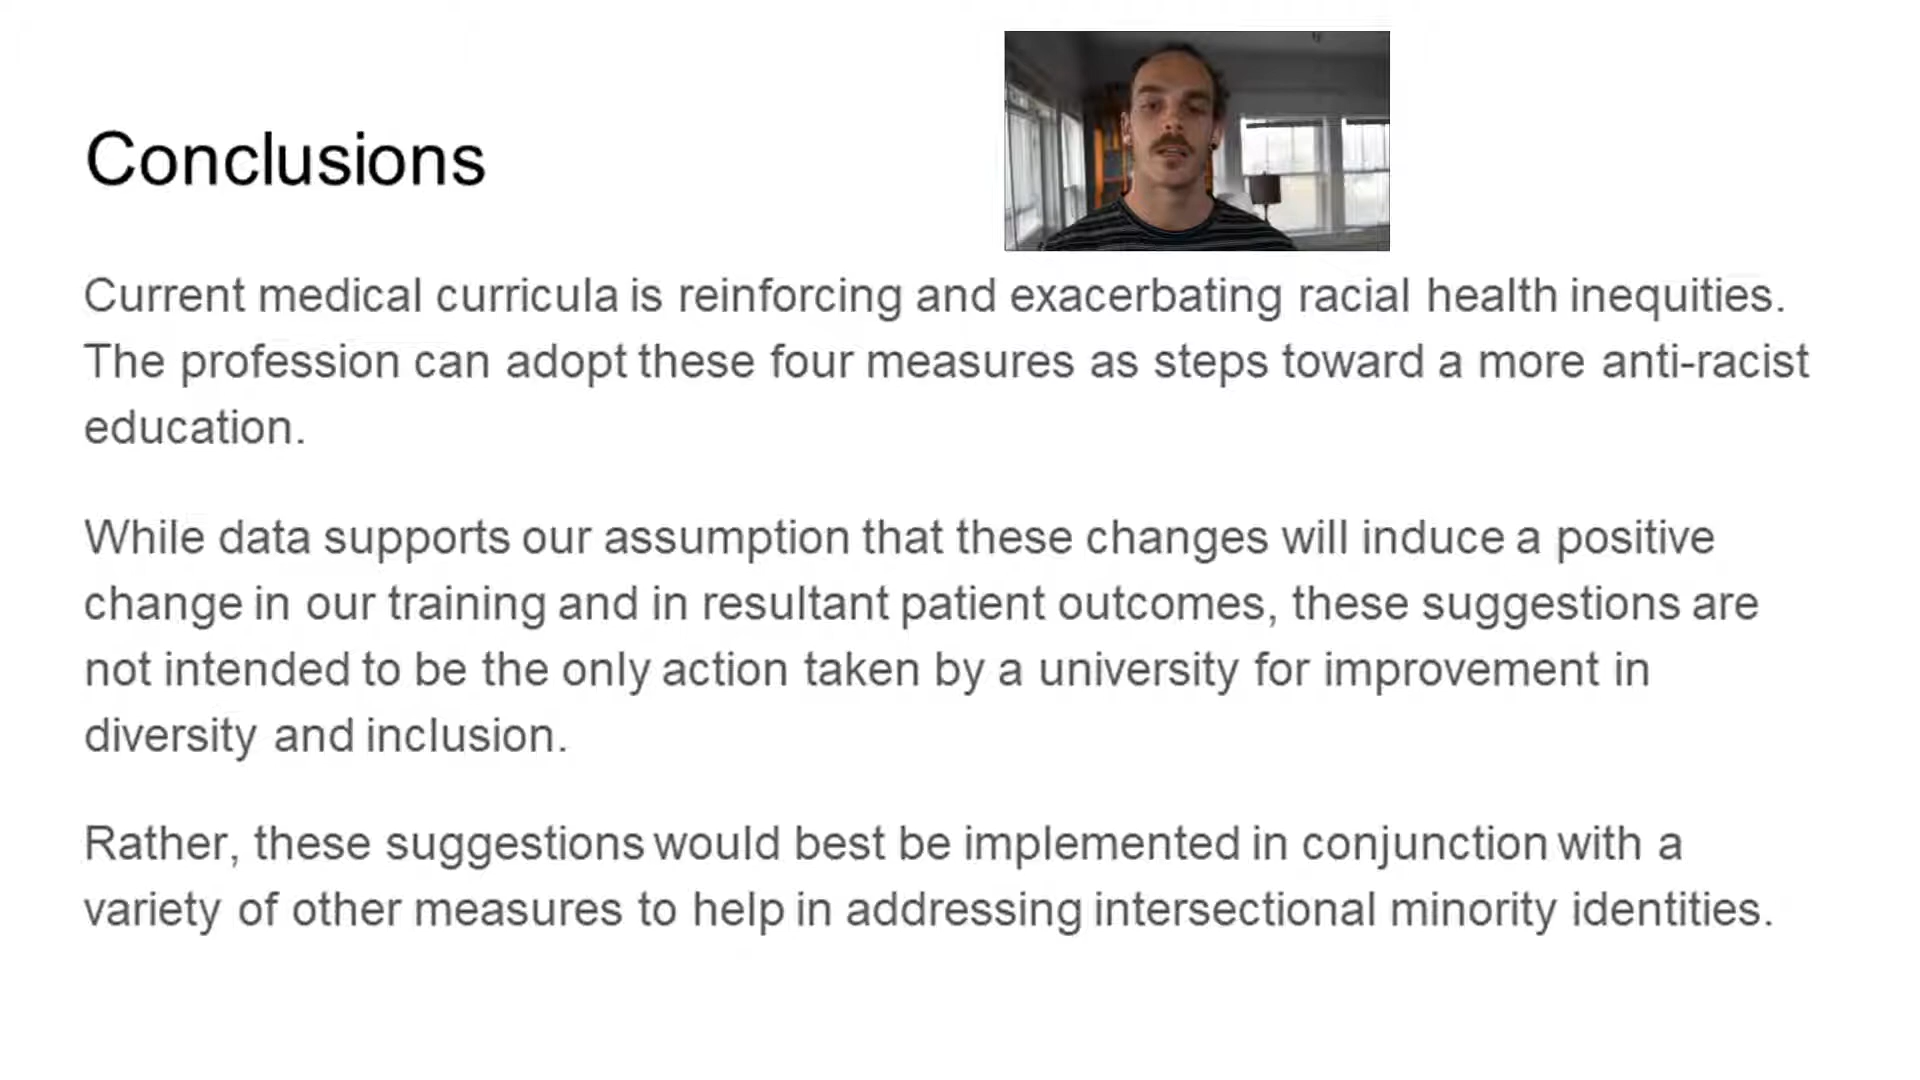 Conclusions
Current medical curricula is reinforcing and exacerbating racial health inequities.
The profession can adopt these four measures as steps toward a more anti-racist
education.
While data supports our assumption that these changes will induce a positive
change in our training and in resultant patient outcomes, these suggestions are
not intended to be the only action taken by a university for improvement in
diversity and inclusion.
Rather, these suggestions would best be implemented in conjunction with a
variety of other measures to help in addressing intersectional minority identities.